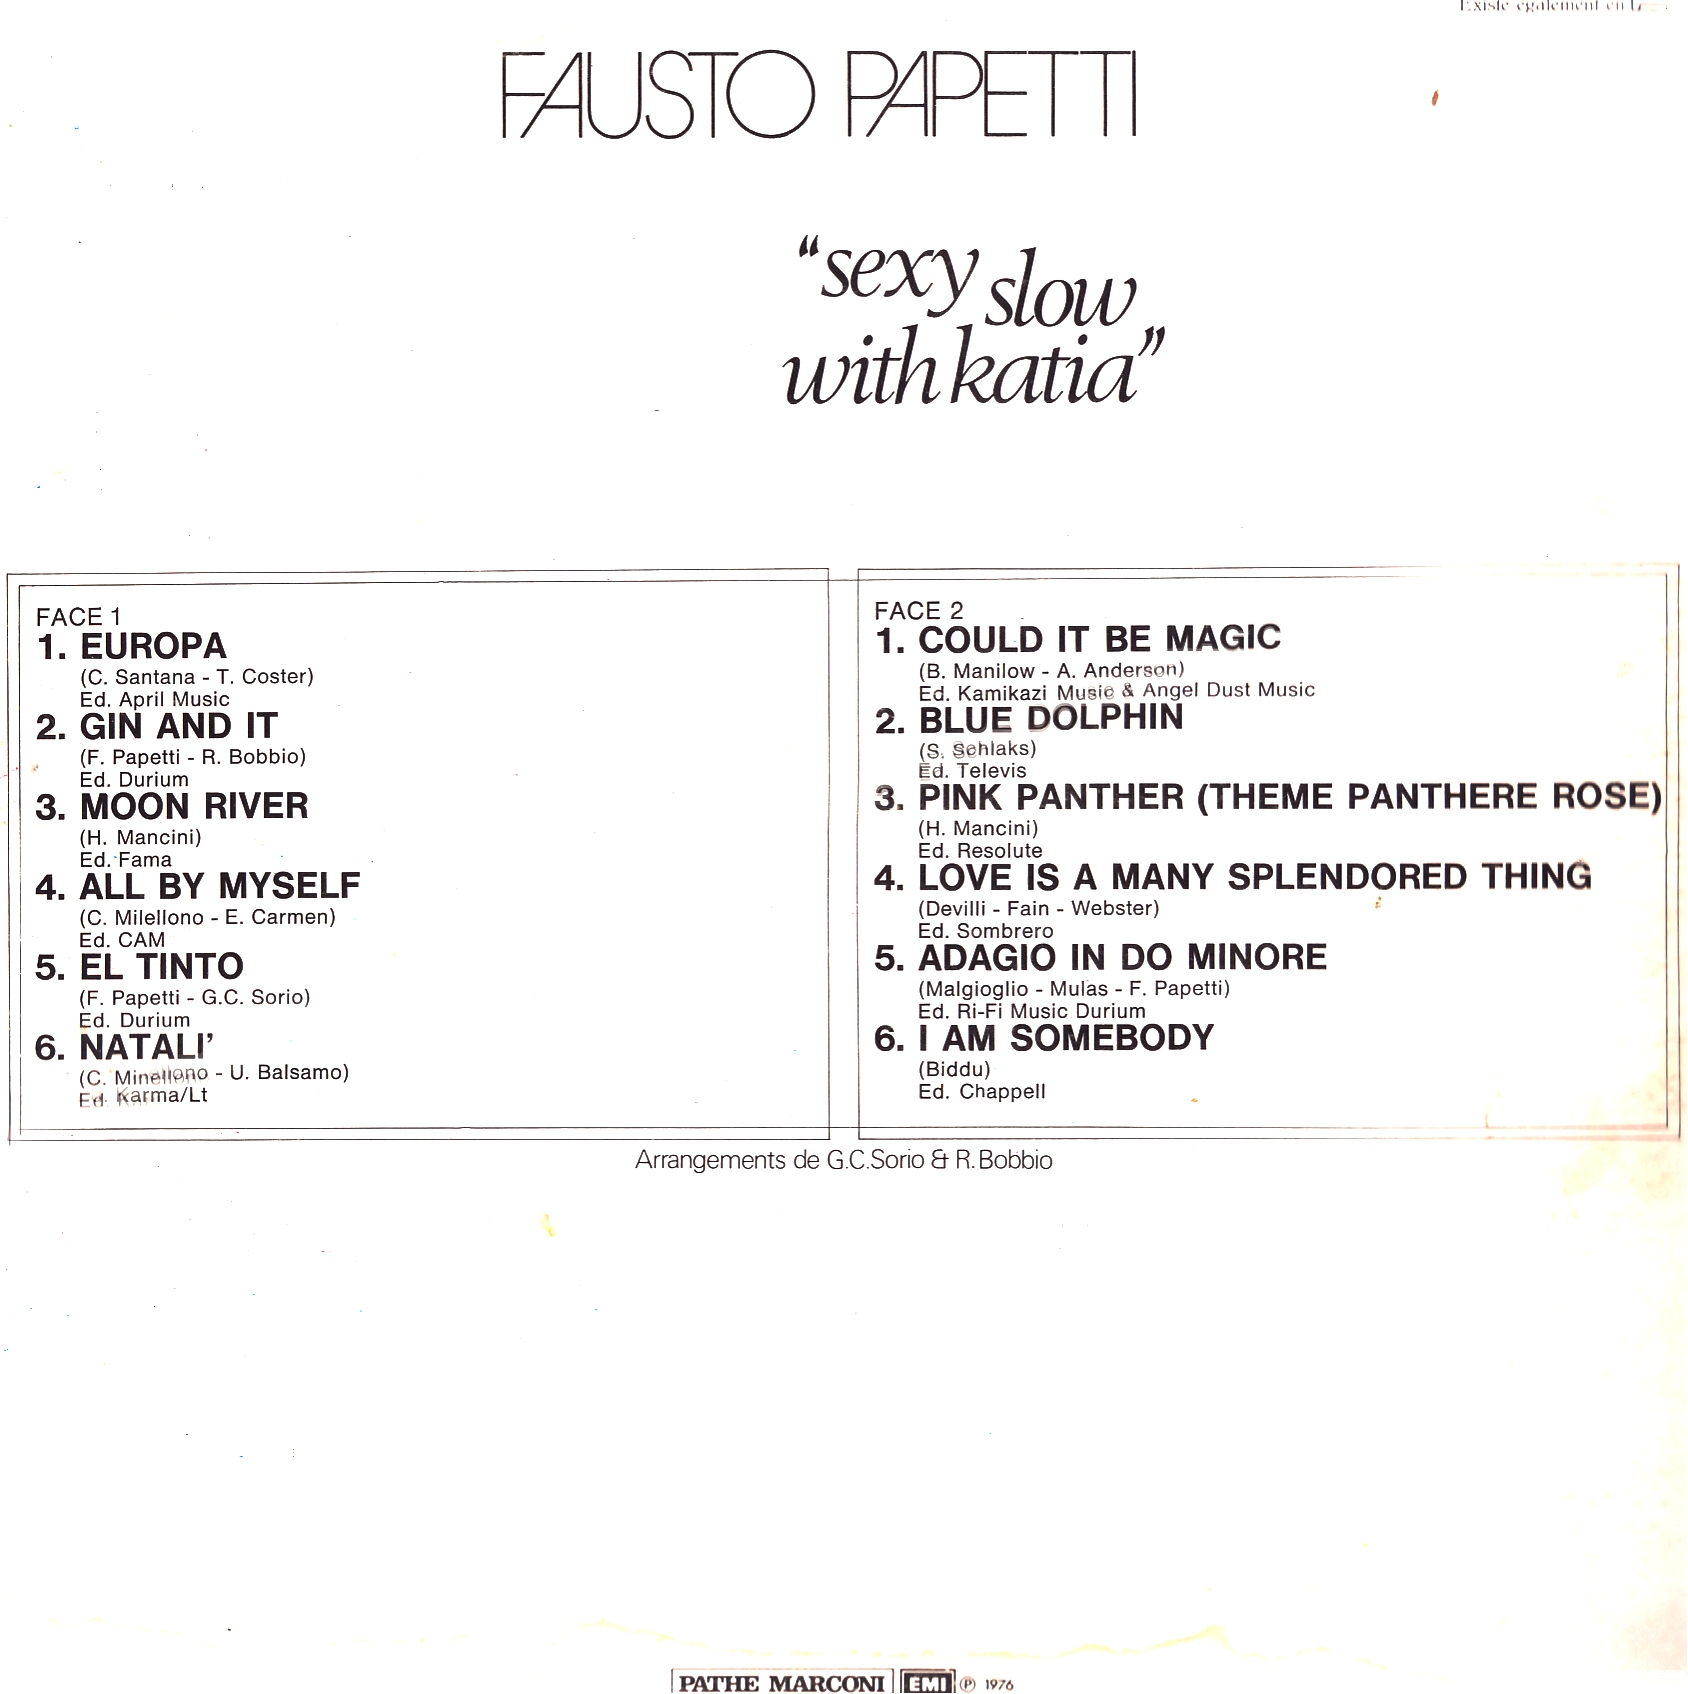 Existe également en
FAUSTO PAPETTI
“sexy slow
with katia”
FACE 1
1. EUROPA
(C. Santana - T. Coster)
Ed. April Music
2. GIN AND IT
(F. Papetti - R. Bobbio)
Ed. Durium
3. MOON RIVER
(H. Mancini)
Ed. Fama
4. ALL BY MYSELF
(C. Milellono - E. Carmen)
Ed. CAM
5. EL TINTO
(F. Papetti - G.C. Sorio)
Ed. Durium
6. NATALI’
(C. Minellono - U. Balsamo)
Ed. Karma/Lt
FACE 2
1. COULD IT BE MAGIC
(B. Manilow - A. Anderson)
Ed. Kamikazi Music & Angel Dust Music
2. BLUE DOLPHIN
(S. Schlaks)
Ed. Televis
3. PINK PANTHER (THEME PANTHERE ROSE)
(H. Mancini)
Ed. Resolute
4. LOVE IS A MANY SPLENDORED THING
(Devilli - Fain - Webster)
Ed. Sombrero
5. ADAGIO IN DO MINORE
(Malgioglio - Mulas - F. Papetti)
Ed. Ri-Fi Music Durium
6. I AM SOMEBODY
(Biddu)
Ed. Chappell
Arrangements de G.C.Sorio & R.Bobbio
PATHE MARCONI EMI ℗ 1976